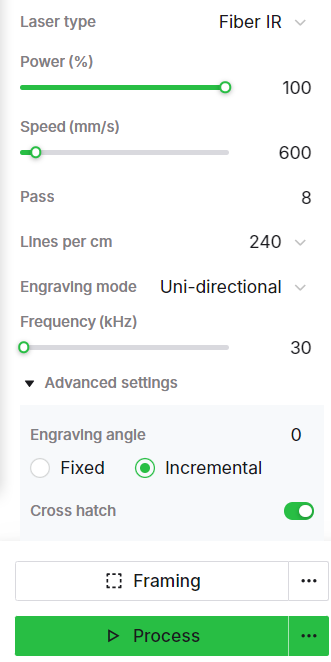 Laser type Fiber IR
Power (%)
100
Speed (mm/s)
600
Pass 8
Lines per cm 240
Engraving mode Uni-directional
Frequency (kHz)
30
Advanced settings
Engraving angle 0
Fixed Incremental
Cross hatch
Framing ...
Process ...